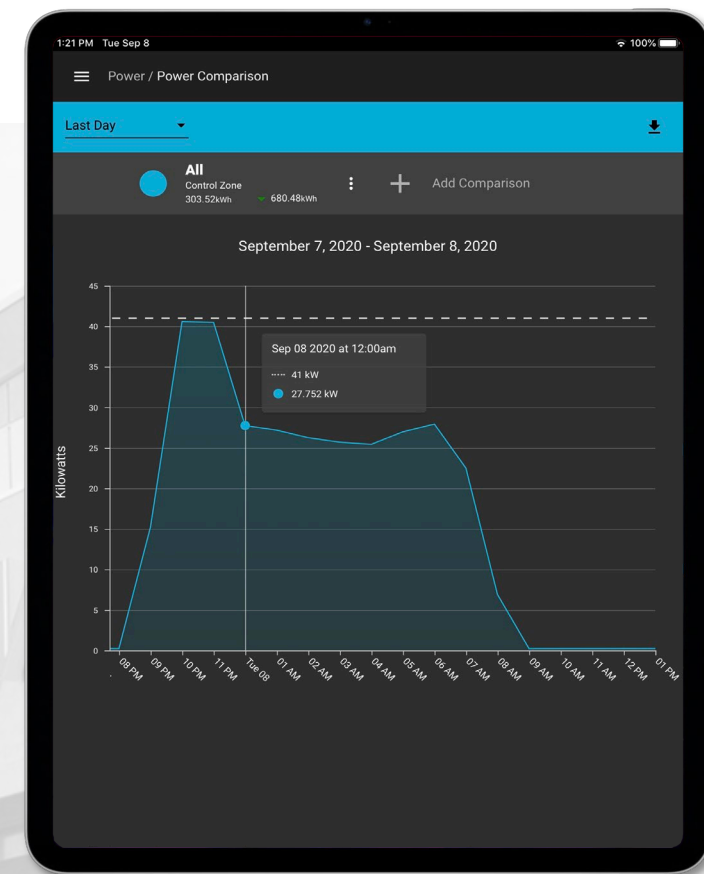 1:21 PM Tue Sep 8 100%
Power / Power Comparison
Last Day
All
Control Zone
303.52kWh 680.48kWh
Add Comparison
September 7, 2020 - September 8, 2020
45
40
35
30
25
20
15
10
5
0
Kilowatts
Sep 08 2020 at 12:00am
41 kW
27.752 kW
08 PM 09 PM 10 PM 11 PM Tue 08 01 AM 02 AM 03 AM 04 AM 05 AM 06 AM 07 AM 08 AM 09 AM 10 AM 11 AM 12 PM 01 PM